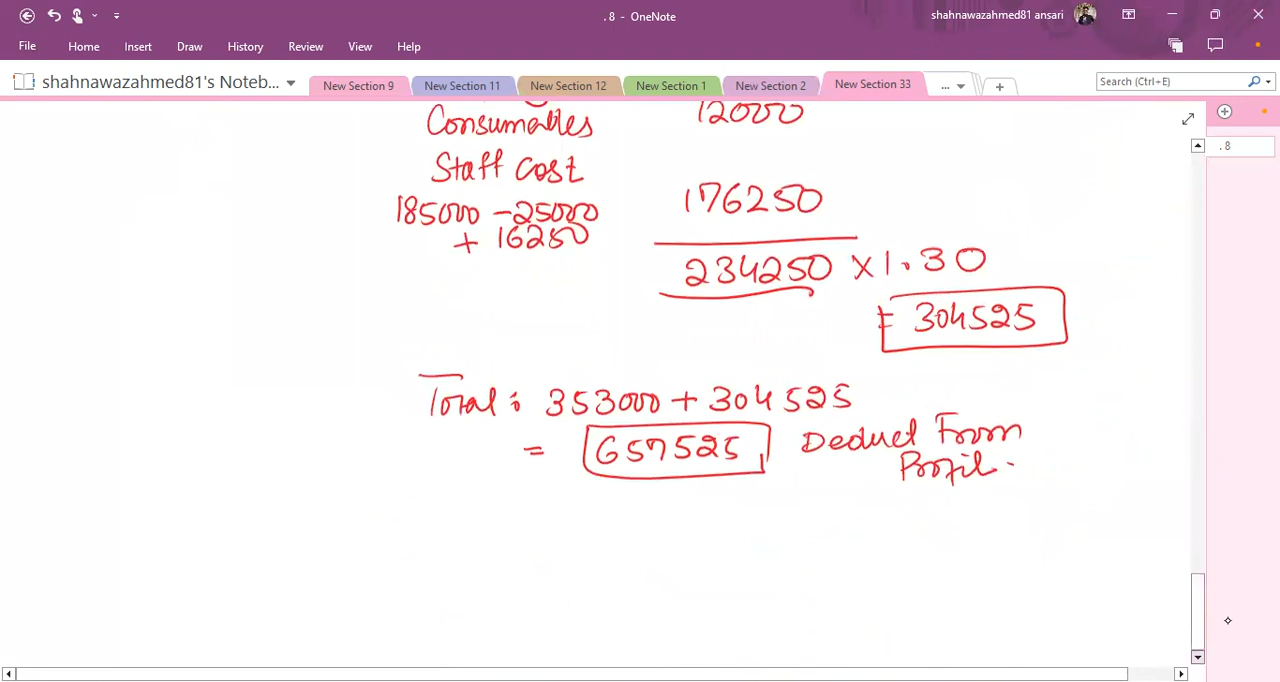 . 8 - OneNote
shahnawazahmed81 ansari
File Home Insert Draw History Review View Help
shahnawazahmed81's Noteb... New Section 9 New Section 11 New Section 12 New Section 1 New Section 2 New Section 33 ... Search (Ctrl+E)
. 8
Consumables 12000
Staff Cost
185000 - 25000 176250
+ 16250
234250 × 1.30
= 304525
Total: 353000 + 304525
= 657525 Deduct From
Profit.